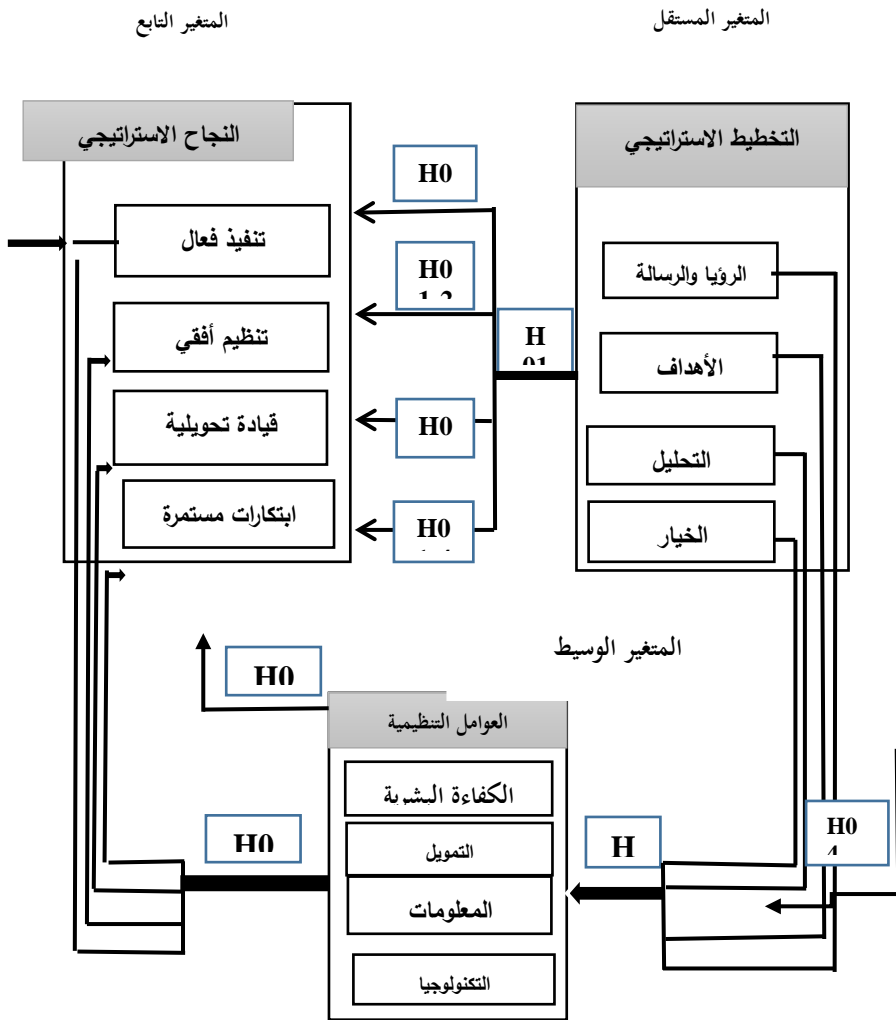 المتغير المستقل
المتغير التابع
التخطيط الاستراتيجي
الرؤيا والرسالة
الأهداف
التحليل
الخيار
النجاح الاستراتيجي
تنفيذ فعال
تنظيم أفقي
قيادة تحويلية
ابتكارات مستمرة
H0
H0
H
H0
H0
المتغير الوسيط
H0
العوامل التنظيمية
الكفاءة البشرية
التمويل
المعلومات
التكنولوجيا
H0
H
H0
4